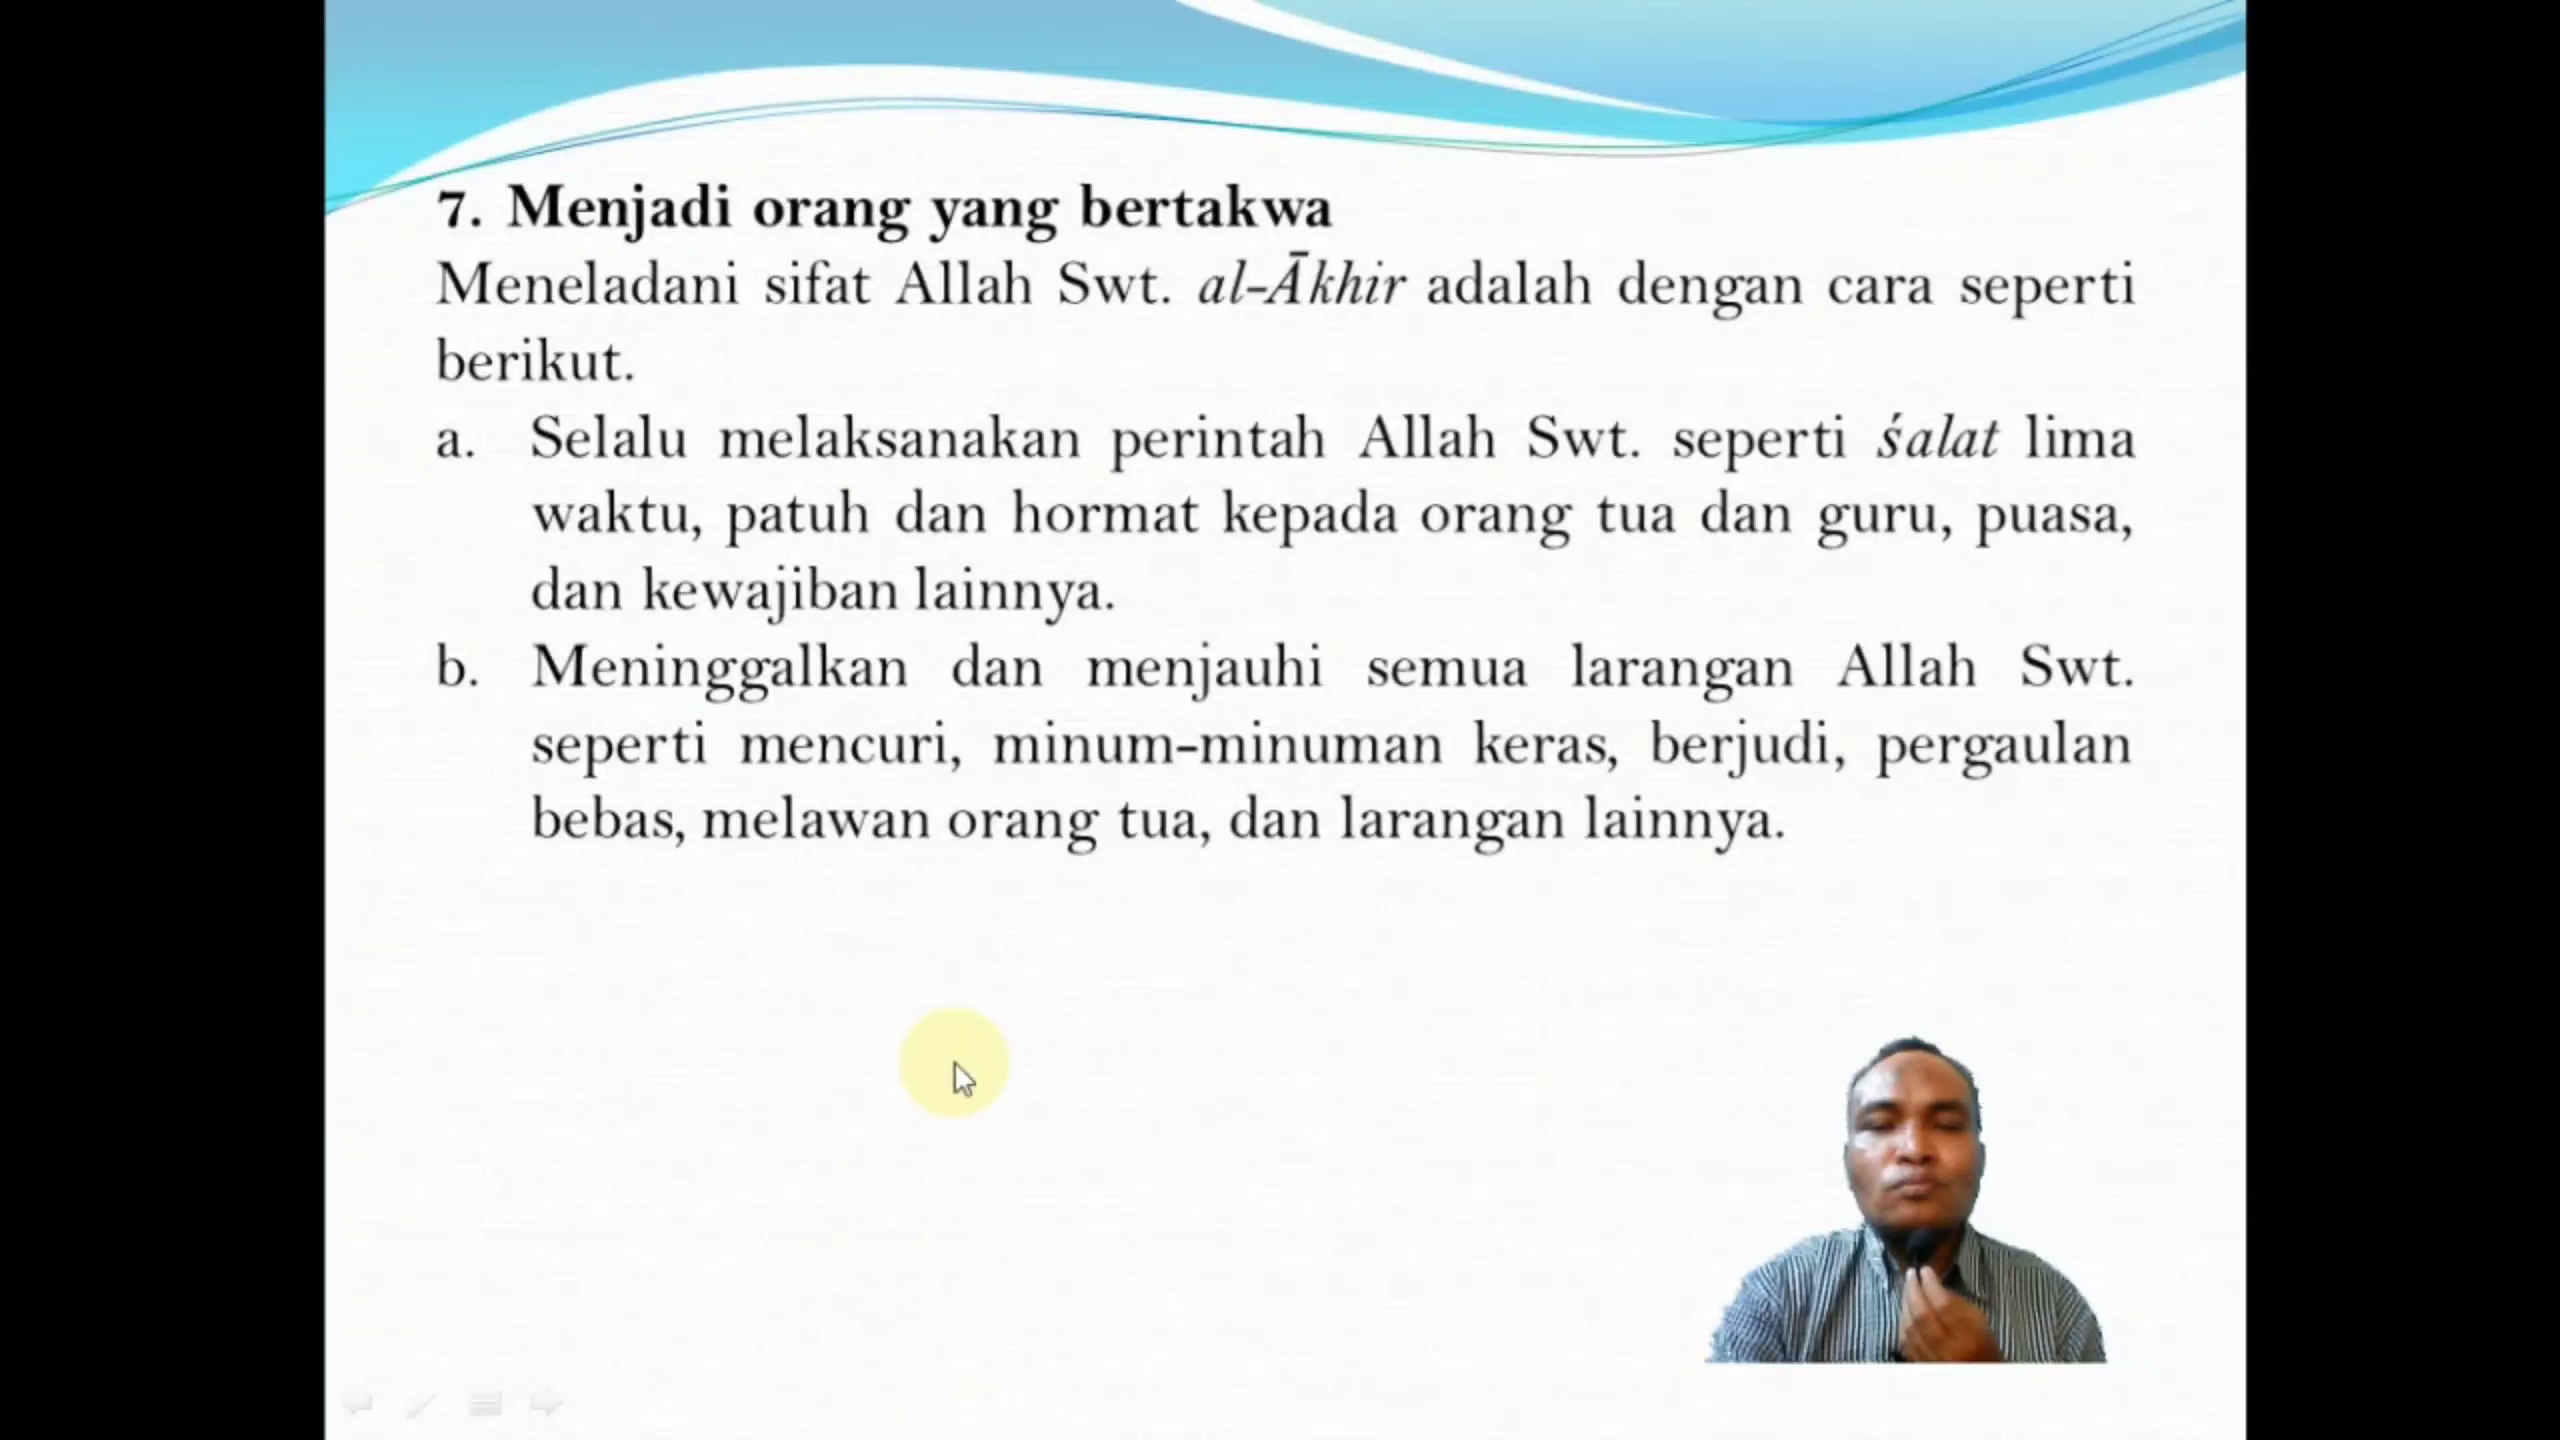 7. Menjadi orang yang bertakwa
Meneladani sifat Allah Swt. al-Ākhir adalah dengan cara seperti
berikut.
a. Selalu melaksanakan perintah Allah Swt. seperti śalat lima
waktu, patuh dan hormat kepada orang tua dan guru, puasa,
dan kewajiban lainnya.
b. Meninggalkan dan menjauhi semua larangan Allah Swt.
seperti mencuri, minum-minuman keras, berjudi, pergaulan
bebas, melawan orang tua, dan larangan lainnya.